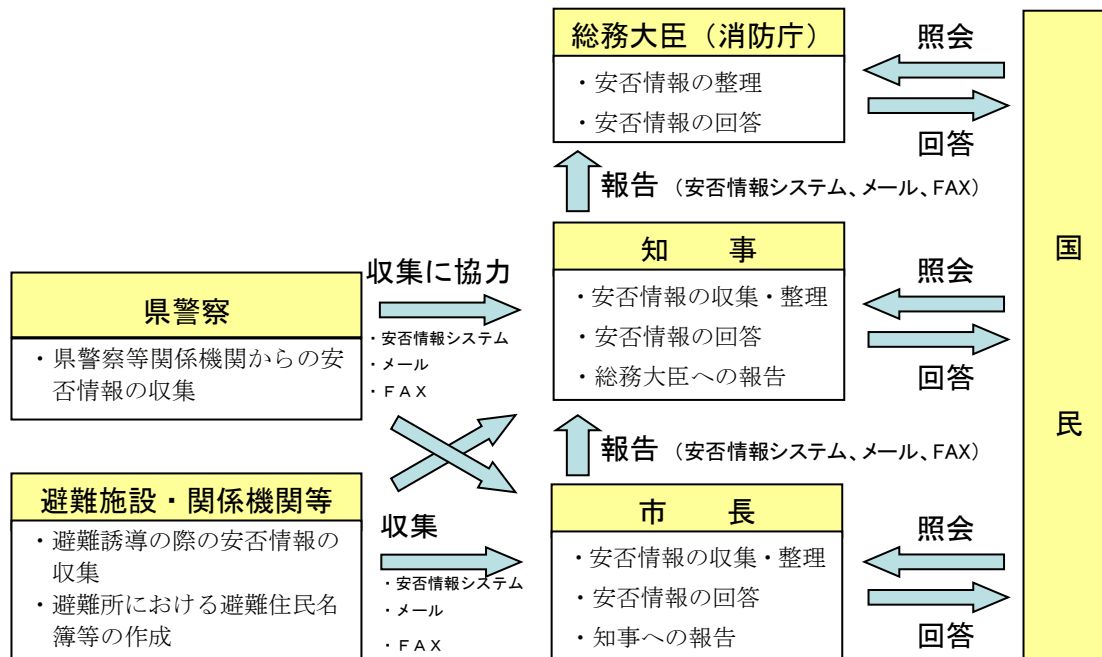 総務大臣（消防庁）
・安否情報の整理
・安否情報の回答
照会
回答
報告（安否情報システム、メール、FAX）
知　　事
・安否情報の収集・整理
・安否情報の回答
・総務大臣への報告
照会
回答
県警察
・県警察等関係機関からの安
否情報の収集
収集に協力
・安否情報システム
・メール
・ＦＡＸ
報告（安否情報システム、メール、FAX）
避難施設・関係機関等
・避難誘導の際の安否情報の
収集
・避難所における避難住民名
簿等の作成
収集
・安否情報システム
・メール
・ＦＡＸ
市　　長
・安否情報の収集・整理
・安否情報の回答
・知事への報告
照会
回答
国
民